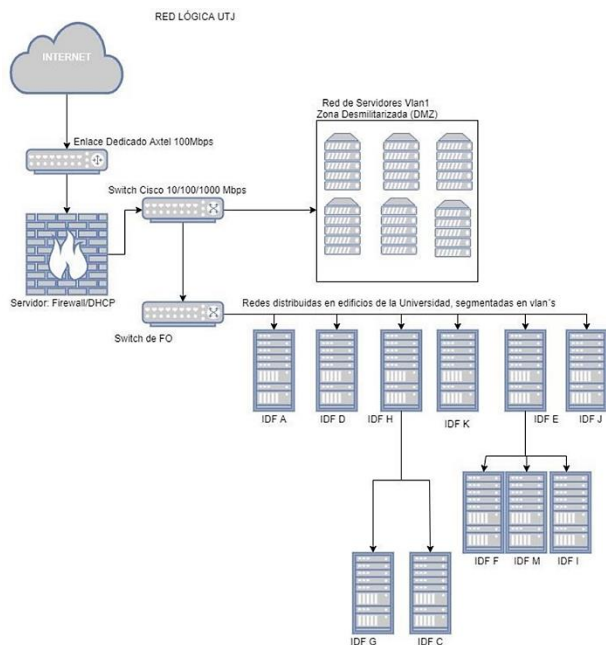 RED LÓGICA UTJ
INTERNET
Red de Servidores Vlan1
Zona Desmilitarizada (DMZ)
Enlace Dedicado Axtel 100Mbps
Switch Cisco 10/100/1000 Mbps
Servidor: Firewall/DHCP
Redes distribuidas en edificios de la Universidad, segmentadas en vlan´s
Switch de FO
IDF A
IDF D
IDF H
IDF K
IDF E
IDF J
IDF F
IDF M
IDF I
IDF G
IDF C